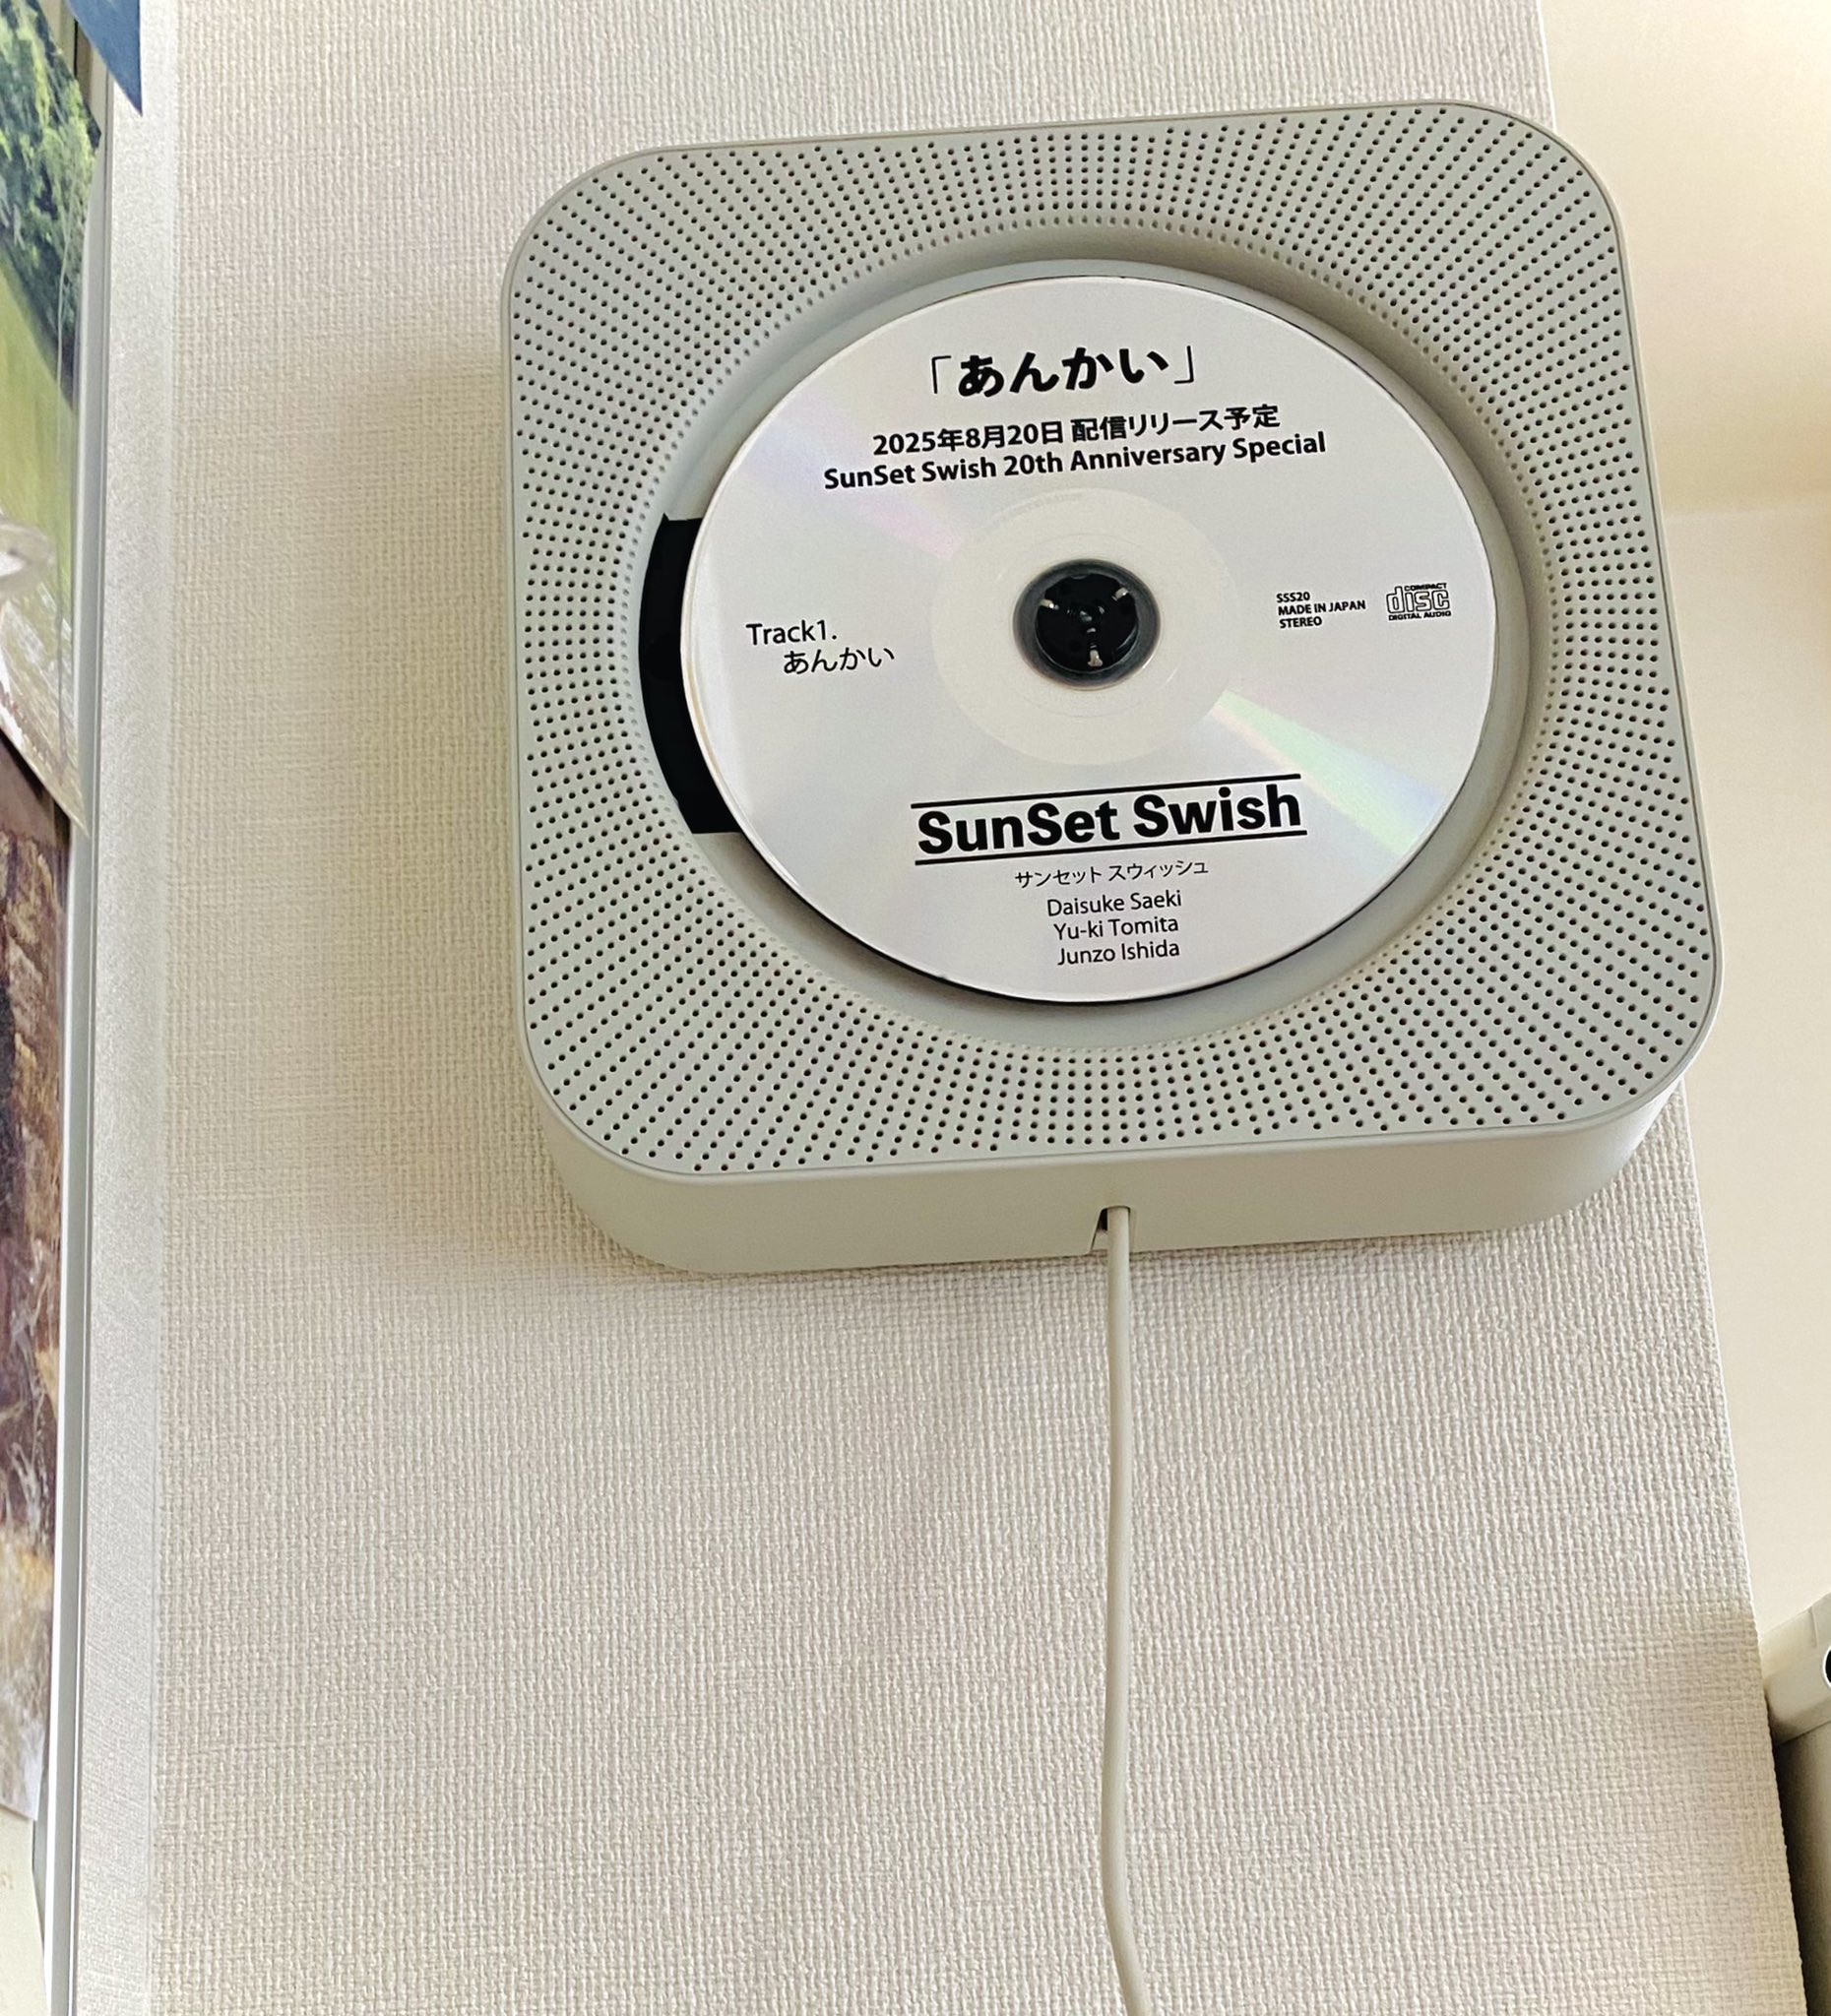 「あんかい」
2025年8月20日 配信リリース予定
SunSet Swish 20th Anniversary Special
Track1.
あんかい
SSS20
MADE IN JAPAN
STEREO
COMPACT
disc
DIGITAL AUDIO
SunSet Swish
サンセット スウィッシュ
Daisuke Saeki
Yu-ki Tomita
Junzo Ishida